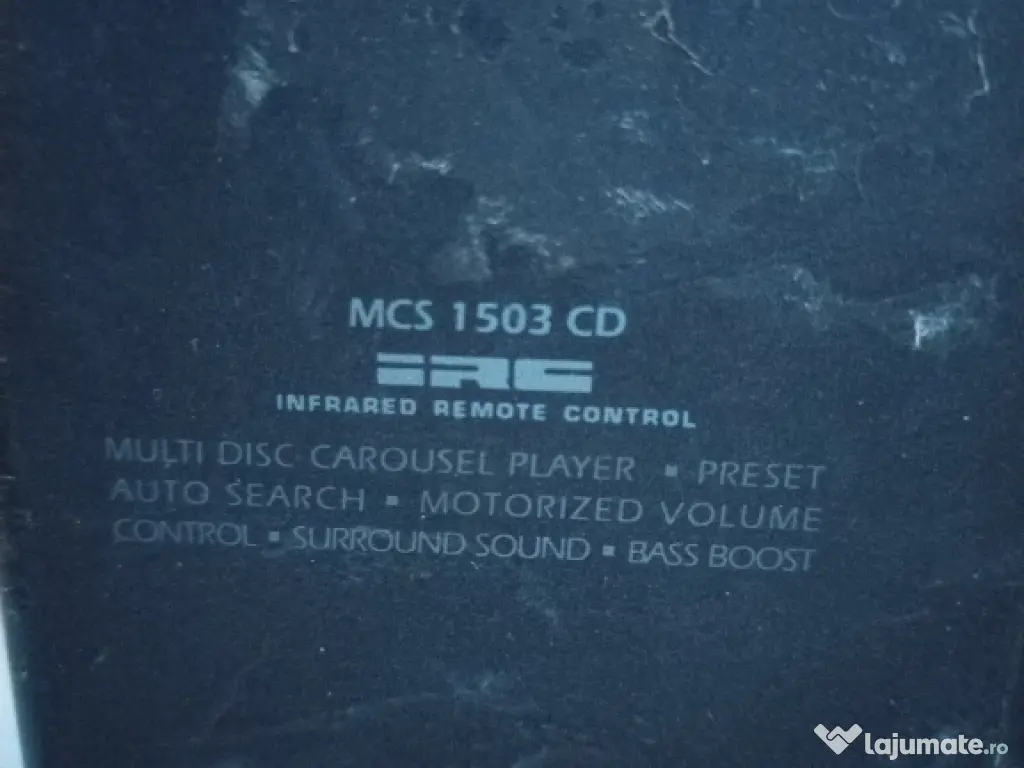 MCS 1503 CD
IRC
INFRARED REMOTE CONTROL
MULTI DISC CAROUSEL PLAYER ▪ PRESET
AUTO SEARCH ▪ MOTORIZED VOLUME
CONTROL ▪ SURROUND SOUND ▪ BASS BOOST
lajumate.ro